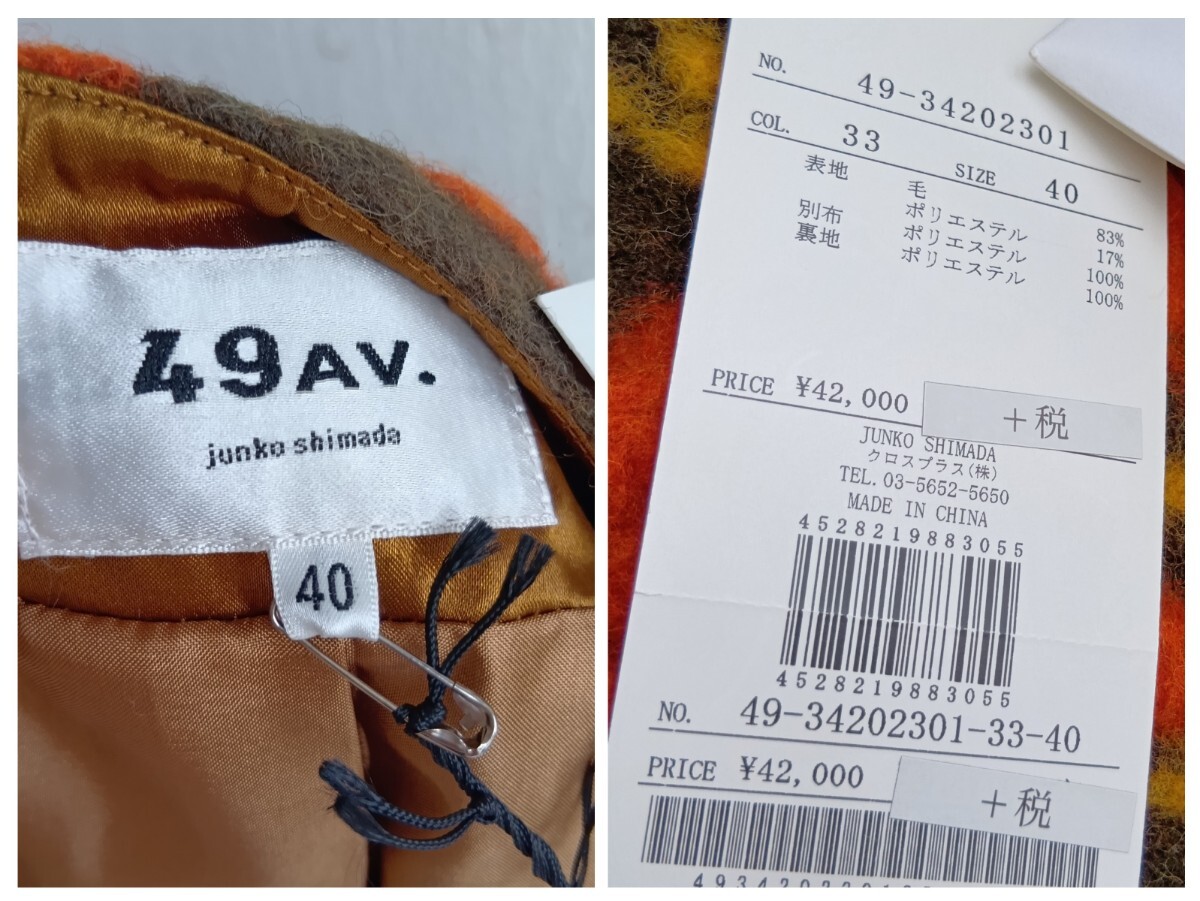 49AV.
junko shimada
40
NO. 49-34202301
COL. 33 SIZE 40
表地 毛 83%
ポリエステル 17%
別布 ポリエステル 100%
裏地 ポリエステル 100%
PRICE ¥42,000 +税
JUNKO SHIMADA
クロスプラス(株)
TEL. 03-5652-5650
MADE IN CHINA
4528219883055
4528219883055
NO. 49-34202301-33-40
PRICE ¥42,000 +税